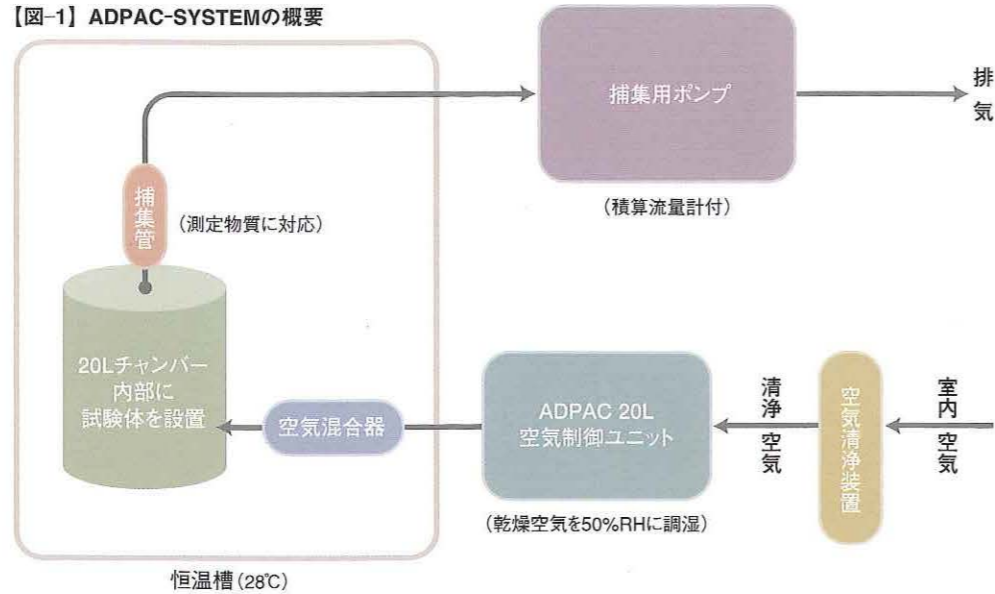 【図-1】ADPAC-SYSTEMの概要
捕集用ポンプ
排気
(積算流量計付)
捕集管
(測定物質に対応)
20Lチャンバー
内部に
試験体を設置
空気混合器
ADPAC 20L
空気制御ユニット
清浄空気
空気清浄装置
室内空気
(乾燥空気を50%RHに調湿)
恒温槽(28℃)